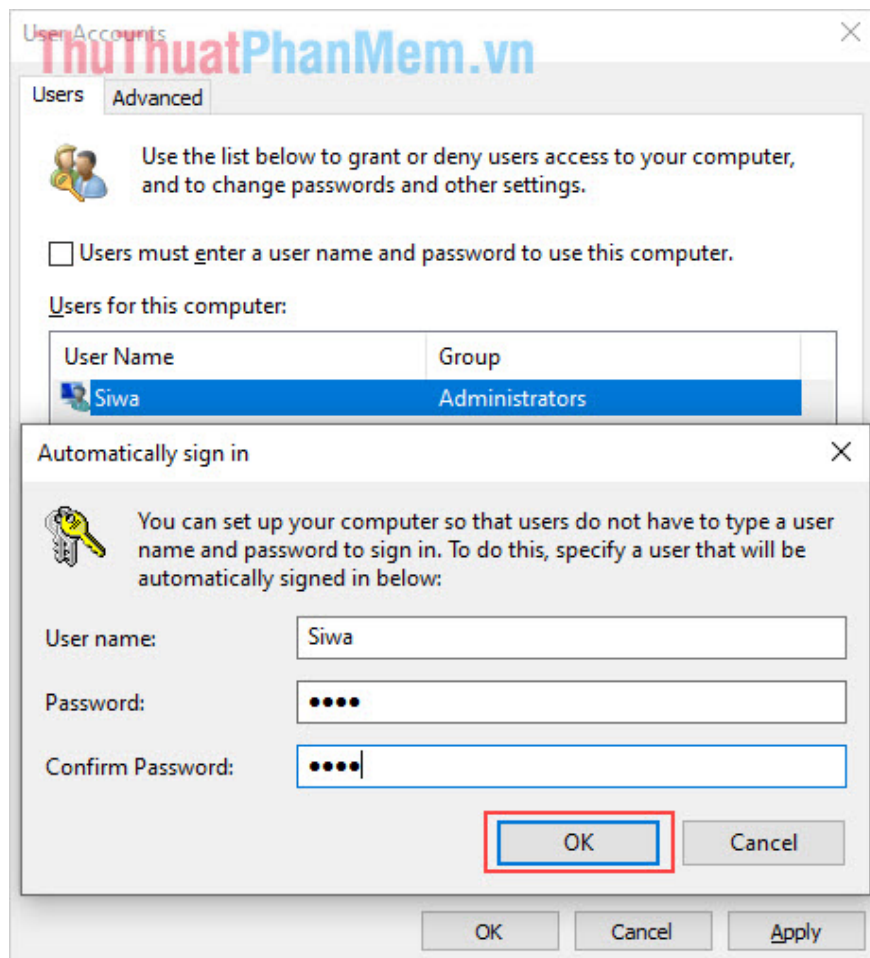 User Accounts
ThuThuatPhanMem.vn
Users
Advanced
Use the list below to grant or deny users access to your computer,
and to change passwords and other settings.
Users must enter a user name and password to use this computer.
Users for this computer:
User Name Group
Siwa Administrators
Automatically sign in
You can set up your computer so that users do not have to type a user
name and password to sign in. To do this, specify a user that will be
automatically signed in below:
User name: Siwa
Password: ••••
Confirm Password: ••••
OK Cancel
OK Cancel Apply